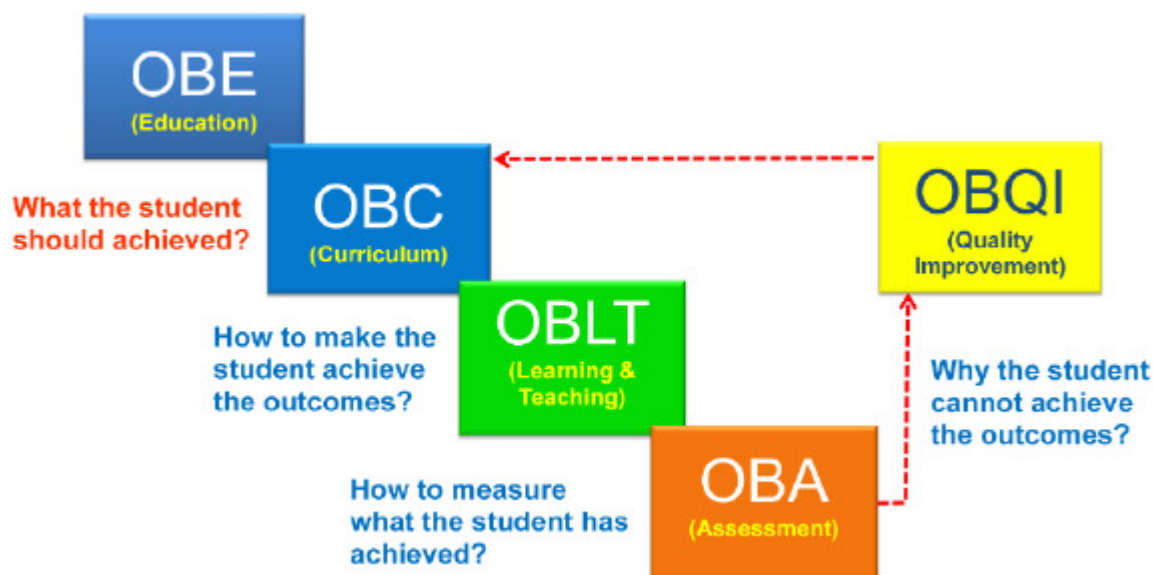 OBE
(Education)
What the student
should achieved?
OBC
(Curriculum)
OBQI
(Quality
Improvement)
How to make the
student achieve
the outcomes?
OBLT
(Learning &
Teaching)
Why the student
cannot achieve
the outcomes?
How to measure
what the student has
achieved?
OBA
(Assessment)